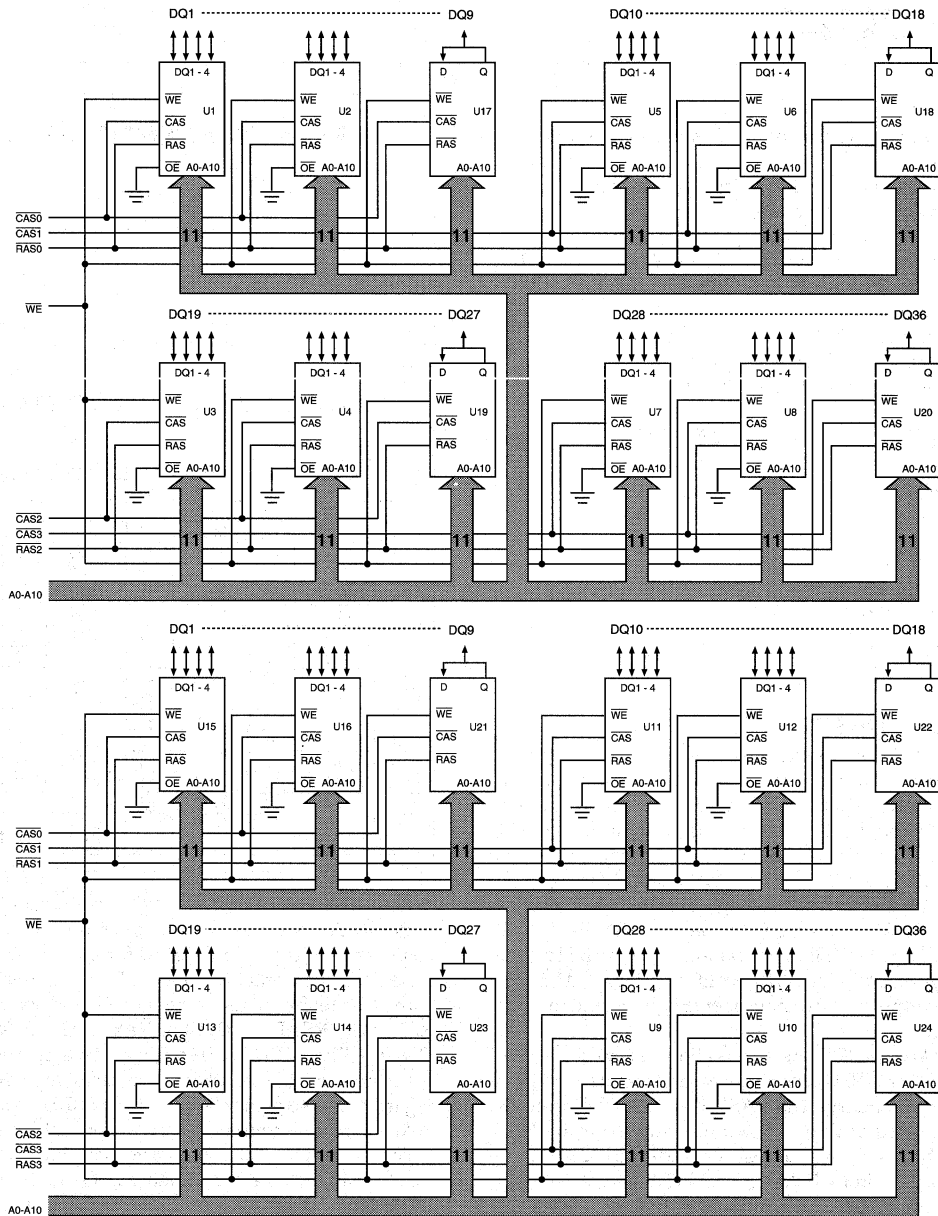 DQ1 DQ9 DQ10 DQ18
DQ1 - 4 DQ1 - 4 D Q DQ1 - 4 DQ1 - 4 D Q
WE U1 WE U2 WE U17 WE U5 WE U6 WE U18
CAS CAS CAS CAS CAS CAS
RAS RAS RAS RAS RAS RAS
OE A0-A10 OE A0-A10 A0-A10 OE A0-A10 OE A0-A10 A0-A10
CAS0
CAS1
RAS0
11 11 11 11 11 11
WE
DQ19 DQ27 DQ28 DQ36
DQ1 - 4 DQ1 - 4 D Q DQ1 - 4 DQ1 - 4 D Q
WE U3 WE U4 WE U19 WE U7 WE U8 WE U20
CAS CAS CAS CAS CAS CAS
RAS RAS RAS RAS RAS RAS
OE A0-A10 OE A0-A10 A0-A10 OE A0-A10 OE A0-A10 A0-A10
CAS2
CAS3
RAS2
11 11 11 11 11 11
A0-A10
DQ1 DQ9 DQ10 DQ18
DQ1 - 4 DQ1 - 4 D Q DQ1 - 4 DQ1 - 4 D Q
WE U15 WE U16 WE U21 WE U11 WE U12 WE U22
CAS CAS CAS CAS CAS CAS
RAS RAS RAS RAS RAS RAS
OE A0-A10 OE A0-A10 A0-A10 OE A0-A10 OE A0-A10 A0-A10
CAS0
CAS1
RAS1
11 11 11 11 11 11
WE
DQ19 DQ27 DQ28 DQ36
DQ1 - 4 DQ1 - 4 D Q DQ1 - 4 DQ1 - 4 D Q
WE U13 WE U14 WE U23 WE U9 WE U10 WE U24
CAS CAS CAS CAS CAS CAS
RAS RAS RAS RAS RAS RAS
OE A0-A10 OE A0-A10 A0-A10 OE A0-A10 OE A0-A10 A0-A10
CAS2
CAS3
RAS3
11 11 11 11 11 11
A0-A10